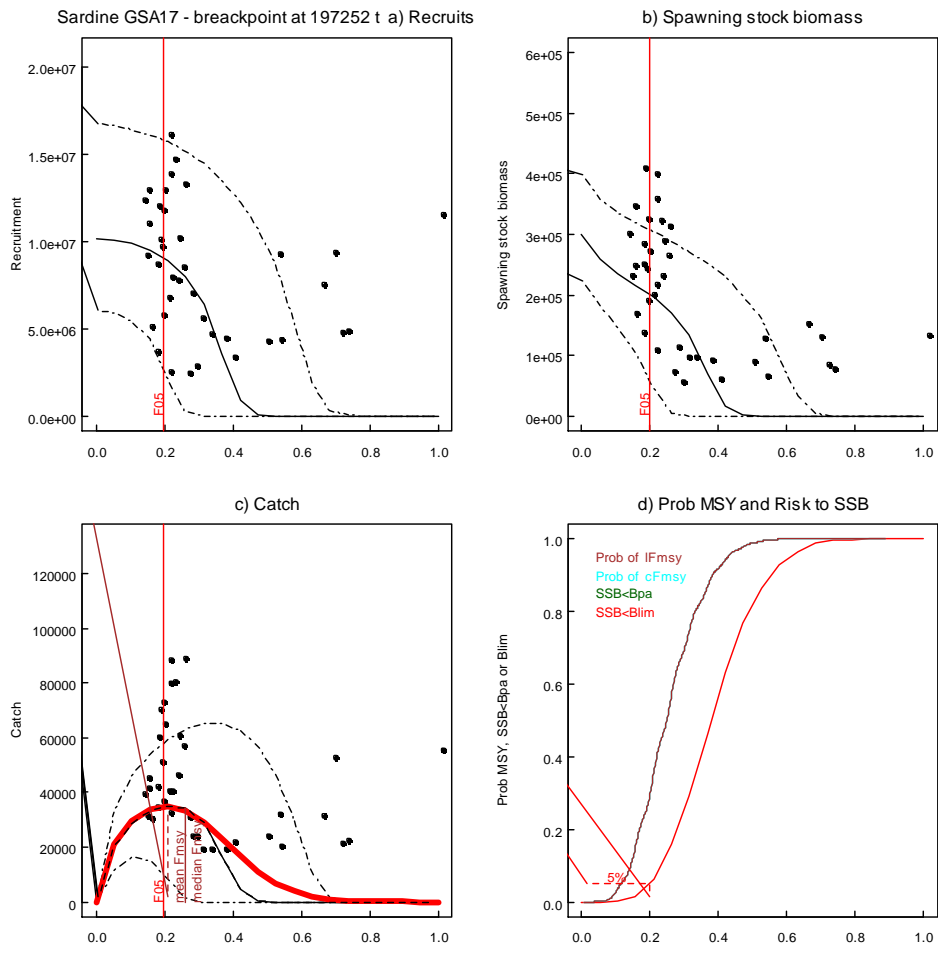 Sardine GSA17 - breackpoint at 197252 t a) Recruits
Recruitment
2.0e+07
1.5e+07
1.0e+07
5.0e+06
0.0e+00
F05
0.0 0.2 0.4 0.6 0.8 1.0
b) Spawning stock biomass
Spawning stock biomass
6e+05
5e+05
4e+05
3e+05
2e+05
1e+05
0e+00
F05
0.0 0.2 0.4 0.6 0.8 1.0
c) Catch
Catch
120000
100000
80000
60000
40000
20000
0
F05
mean Fmsy
median Fmsy
0.0 0.2 0.4 0.6 0.8 1.0
d) Prob MSY and Risk to SSB
Prob MSY, SSB<Bpa or Blim
1.0
0.8
0.6
0.4
0.2
0.0
Prob of lFmsy
Prob of cFmsy
SSB<Bpa
SSB<Blim
5%
0.0 0.2 0.4 0.6 0.8 1.0